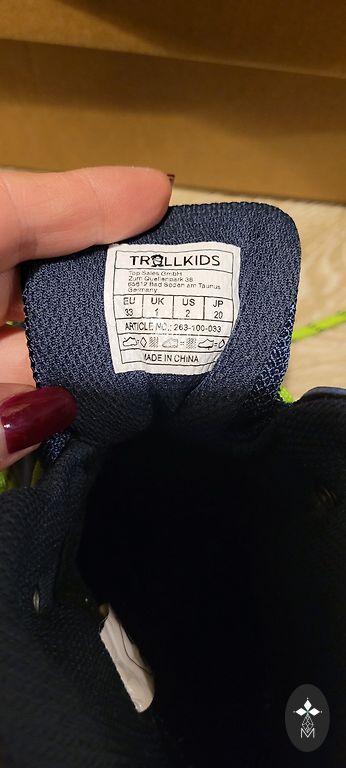 TROLLKIDS
Top Sales GmbH
Zum Quellenpark 38
65812 Bad Soden am Taunus
Germany
EU UK US JP
33 1 2 20
ARTICLE NO.: 263-100-033
MADE IN CHINA
M